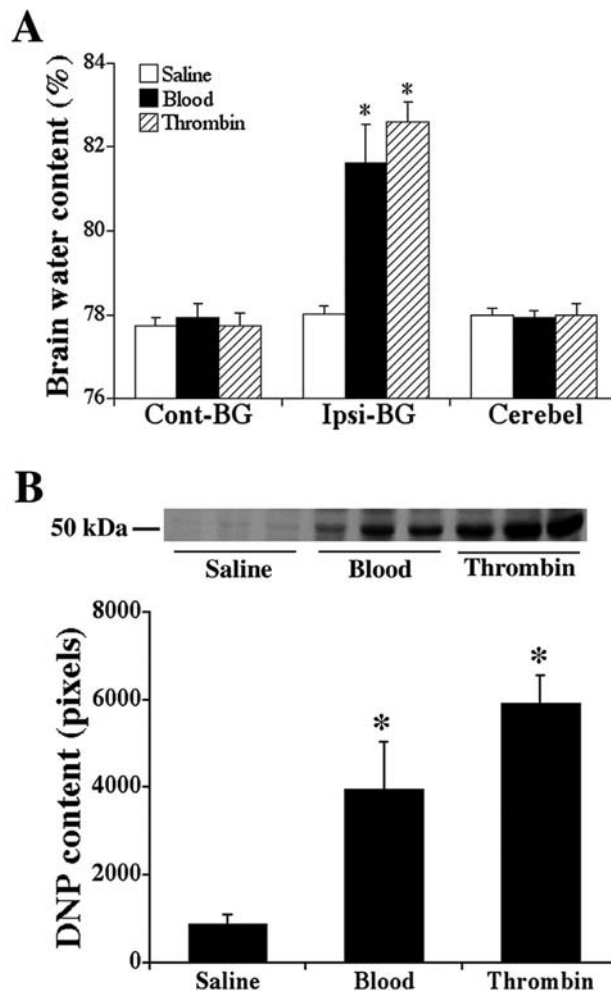 A
Brain water content (%)
84
82
80
78
76
Saline
Blood
Thrombin
* *
Cont-BG Ipsi-BG Cerebel
B
50 kDa
Saline Blood Thrombin
DNP content (pixels)
8000
6000
4000
2000
0
* *
Saline Blood Thrombin